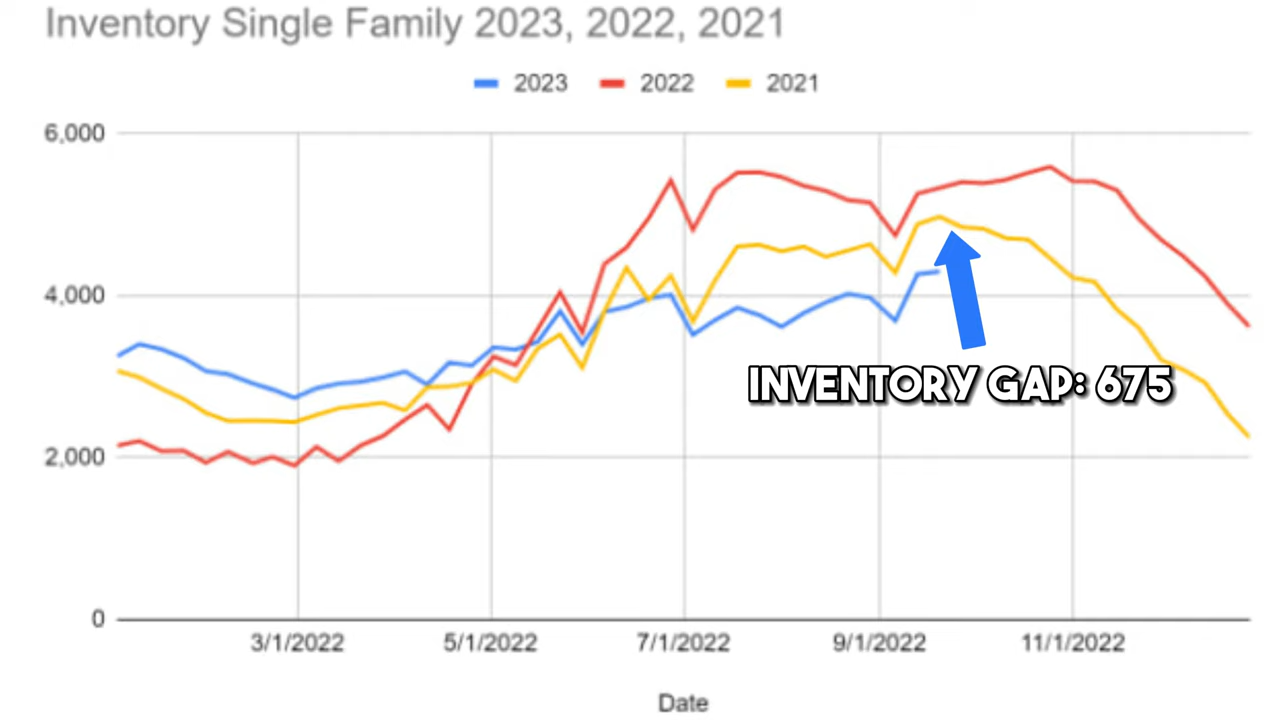 Inventory Single Family 2023, 2022, 2021
2023 2022 2021
6,000
4,000
INVENTORY GAP: 675
2,000
0
3/1/2022 5/1/2022 7/1/2022 9/1/2022 11/1/2022
Date